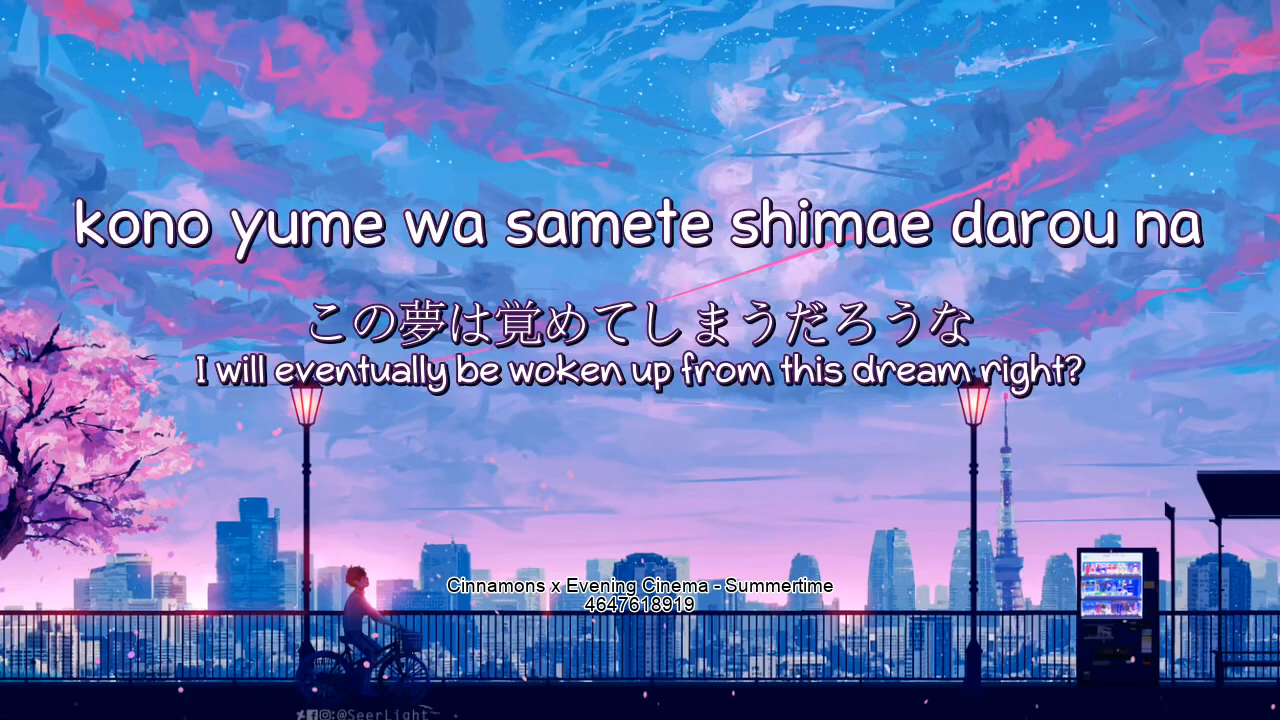 kono yume wa samete shimae darou na
この夢は覚めてしまうだろうな
I will eventually be woken up from this dream right?
Cinnamons x Evening Cinema - Summertime
4647618919
@SeerLight